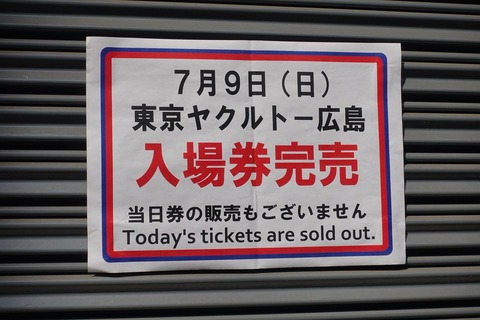 7月9日(日)
東京ヤクルトー広島
入場券完売
当日券の販売もございません
Today's tickets are sold out.